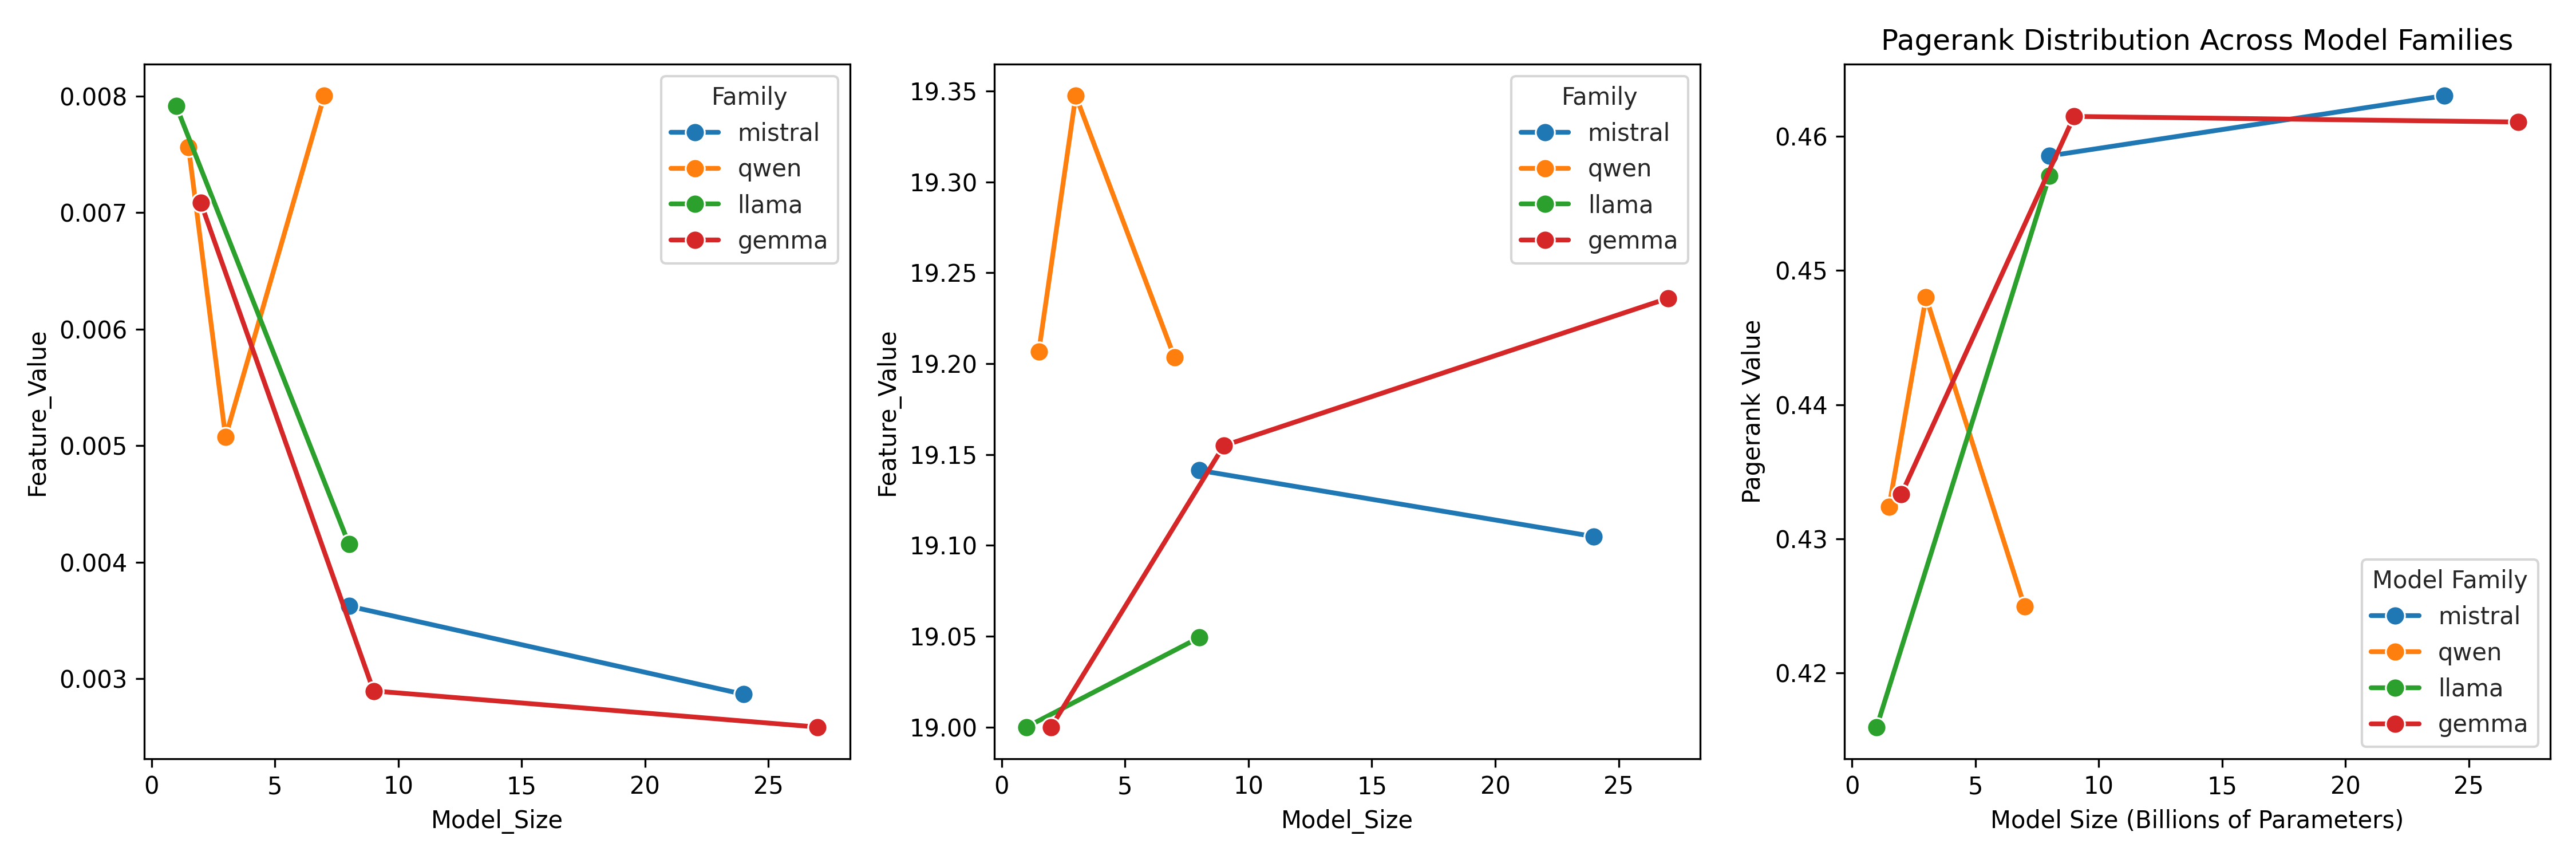 0.008
0.007
0.006
0.005
0.004
0.003
Feature_Value
0 5 10 15 20 25
Model_Size
Family
mistral
qwen
llama
gemma
19.35
19.30
19.25
19.20
19.15
19.10
19.05
19.00
Feature_Value
0 5 10 15 20 25
Model_Size
Family
mistral
qwen
llama
gemma
Pagerank Distribution Across Model Families
0.46
0.45
0.44
0.43
0.42
Pagerank Value
0 5 10 15 20 25
Model Size (Billions of Parameters)
Model Family
mistral
qwen
llama
gemma